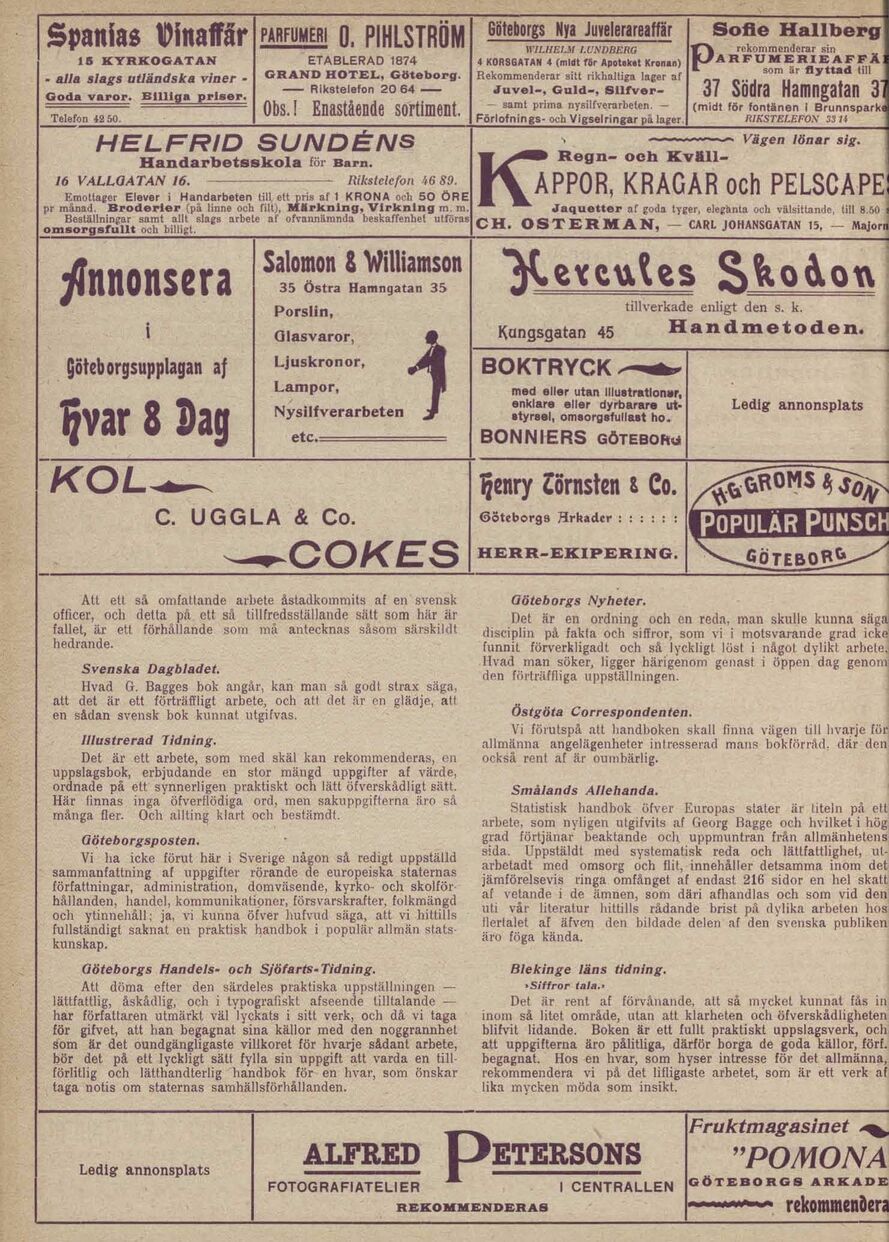 Spanias Vinaffär
15 KYRKOGATAN
- alla slags utländska viner -
Goda varor. Billiga priser.
Telefon 42 50.
PARFUMERI O. PIHLSTRÖM
ETABLERAD 1874
GRAND HOTEL, Göteborg.
— Rikstelefon 20 64 —
Obs.! Enastående sortiment.
Göteborgs Nya Juvelerareaffär
WILHELM LUNDBERG
4 KORSGATAN 4 (midt för Apoteket Kronan)
Rekommenderar sitt rikhaltiga lager af
Juvel-, Guld-, Silfver-
— samt prima nysilfverarbeten. —
Förlofnings- och Vigselringar på lager.
Sofie Hallberg
rekommenderar sin
PARFUMERIEAFFÄ
som är flyttad till
37 Södra Hamngatan 37
(midt för fontänen i Brunnsparke
RIKSTELEFON 33 14
HELFRID SUNDÉNS
Handarbetsskola för Barn.
16 VALLGATAN 16. Rikstelefon 46 89.
Emottager Elever i Handarbeten till ett pris af 1 KRONA och 50 ÖRE
pr månad. Broderier (på linne och filt), Märkning, Virkning m. m.
Beställningar samt allt slags arbete af ofvannämnda beskaffenhet utföras
omsorgsfullt och billigt.
Vägen lönar sig.
Regn- och Kväll-
KAPPOR, KRAGAR och PELSCAPE
Jaquetter af goda tyger, eleganta och välsittande, till 8.50
CH. OSTERMAN, — CARL JOHANSGATAN 15, — Majorn
Annonsera
i
Göteborgsupplagan af
Hvar 8 Dag
Salomon & Williamson
35 Östra Hamngatan 35
Porslin,
Glasvaror,
Ljuskronor,
Lampor,
Nysilfverarbeten
etc.
Hercules Skodon
tillverkade enligt den s. k.
Kungsgatan 45 Handmetoden.
BOKTRYCK
med eller utan Illustrationer,
enklare eller dyrbarare ut-
styrsel, omsorgsfullast ho.
BONNIERS GÖTEBORG
Ledig annonsplats
KOL
C. UGGLA & Co.
COKES
Henry Törnsten & Co.
Göteborgs Arkader : : : : : :
HERR-EKIPERING.
H.G. GROMS & SON
POPULÄR PUNSCH
GÖTEBORG
Att ett så omfattande arbete åstadkommits af en svensk
officer, och detta på ett så tillfredsställande sätt som här är
fallet, är ett förhållande som må antecknas såsom särskildt
hedrande.
Svenska Dagbladet.
Hvad G. Bagges bok angår, kan man så godt strax säga,
att det är ett förträffligt arbete, och att det är en glädje, att
en sådan svensk bok kunnat utgifvas.
Illustrerad Tidning.
Det är ett arbete, som med skäl kan rekommenderas, en
uppslagsbok, erbjudande en stor mängd uppgifter af värde,
ordnade på ett synnerligen praktiskt och lätt öfverskådligt sätt.
Här finnas inga öfverflödiga ord, men sakuppgifterna äro så
många fler. Och allting klart och bestämdt.
Göteborgsposten.
Vi ha icke förut här i Sverige någon så redigt uppställd
sammanfattning af uppgifter rörande de europeiska staternas
författningar, administration, domväsende, kyrko- och skolför-
hållanden, handel, kommunikationer, försvarskrafter, folkmängd
och ytinnehåll; ja, vi kunna öfver hufvud säga, att vi hittills
fullständigt saknat en praktisk handbok i populär allmän stats-
kunskap.
Göteborgs Handels- och Sjöfarts-Tidning.
Att döma efter den särdeles praktiska uppställningen —
lättfattlig, åskådlig, och i typografiskt afseende tilltalande —
har författaren utmärkt väl lyckats i sitt verk, och då vi taga
för gifvet, att han begagnat sina källor med den noggrannhet
som är det oundgängligaste villkoret för hvarje sådant arbete,
bör det på ett lyckligt sätt fylla sin uppgift att varda en till-
förlitlig och lätthandterlig handbok för en hvar, som önskar
taga notis om staternas samhällsförhållanden.
Göteborgs Nyheter.
Det är en ordning och en reda, man skulle kunna säga
disciplin på fakta och siffror, som vi i motsvarande grad icke
funnit förverkligadt och så lyckligt löst i något dylikt arbete.
Hvad man söker, ligger härigenom genast i öppen dag genom
den förträffliga uppställningen.
Östgöta Correspondenten.
Vi förutspå att handboken skall finna vägen till hvarje för
allmänna angelägenheter intresserad mans bokförråd, där den
också rent af är oumbärlig.
Smålands Allehanda.
Statistisk handbok öfver Europas stater är titeln på ett
arbete, som nyligen utgifvits af Georg Bagge och hvilket i hög
grad förtjänar beaktande och uppmuntran från allmänhetens
sida. Uppställdt med systematisk reda och lättfattlighet, ut-
arbetadt med omsorg och flit, innehåller detsamma inom det
jämförelsevis ringa omfånget af endast 216 sidor en hel skatt
af vetande i de ämnen, som däri afhandlas och som vid den
uti vår literatur hittills rådande brist på dylika arbeten hos
flertalet af äfven den bildade delen af den svenska publiken
äro föga kända.
Blekinge läns tidning.
»Siffror tala.»
Det är rent af förvånande, att så mycket kunnat fås in
inom så litet område, utan att klarheten och öfverskådligheten
blifvit lidande. Boken är ett fullt praktiskt uppslagsverk, och
att uppgifterna äro pålitliga, därför borga de goda källor, förf.
begagnat. Hos en hvar, som hyser intresse för det allmänna,
rekommendera vi på det lifligaste arbetet, som är ett verk af
lika mycken möda som insikt.
Ledig annonsplats
ALFRED PETERSONS
FOTOGRAFIATELIER I CENTRALLEN
REKOMMENDERAS
Fruktmagasinet
"POMONA
GÖTEBORGS ARKADE
rekommendera